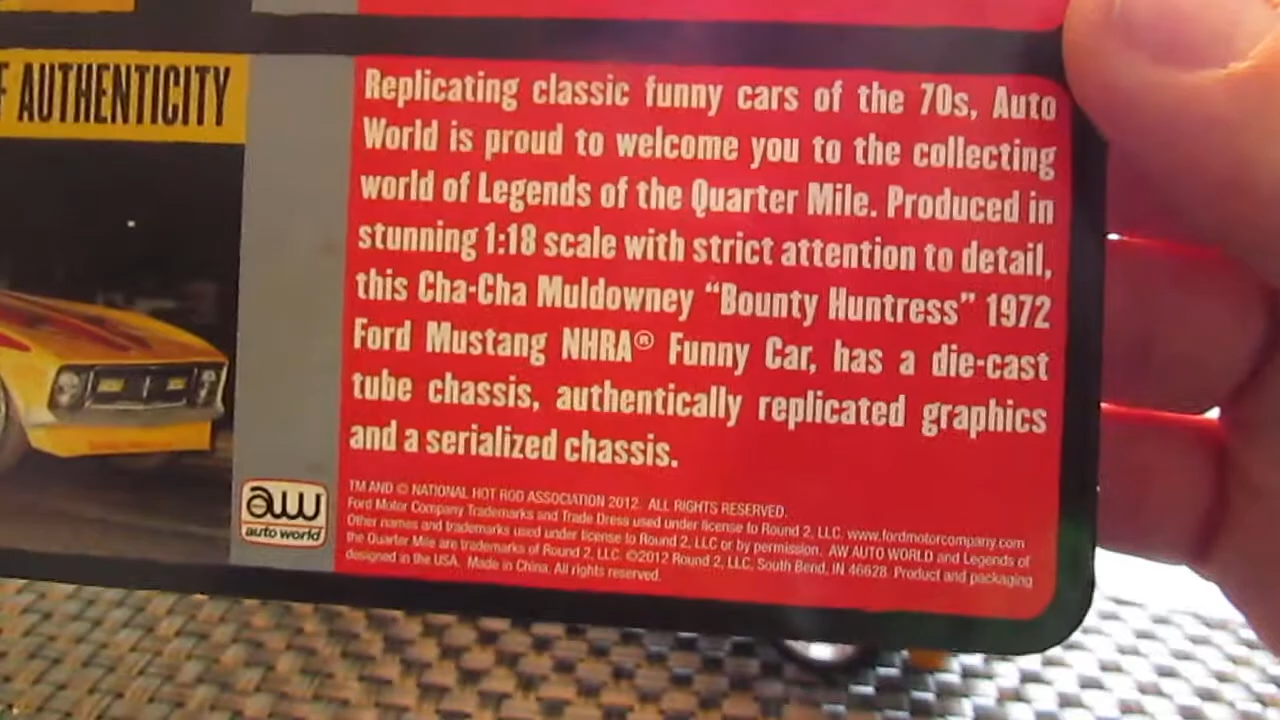 F AUTHENTICITY
Replicating classic funny cars of the 70s, Auto
World is proud to welcome you to the collecting
world of Legends of the Quarter Mile. Produced in
stunning 1:18 scale with strict attention to detail,
this Cha-Cha Muldowney “Bounty Huntress” 1972
Ford Mustang NHRA® Funny Car, has a die-cast
tube chassis, authentically replicated graphics
and a serialized chassis.
TM AND © NATIONAL HOT ROD ASSOCIATION 2012. ALL RIGHTS RESERVED.
Ford Motor Company Trademarks and Trade Dress used under license to Round 2, LLC. www.fordmotorcompany.com
Other names and trademarks used under license to Round 2, LLC or by permission. AW AUTO WORLD and Legends of
the Quarter Mile are trademarks of Round 2, LLC. ©2012 Round 2, LLC, South Bend, IN 46628. Product and packaging
designed in the USA. Made in China. All rights reserved.
aw
auto world